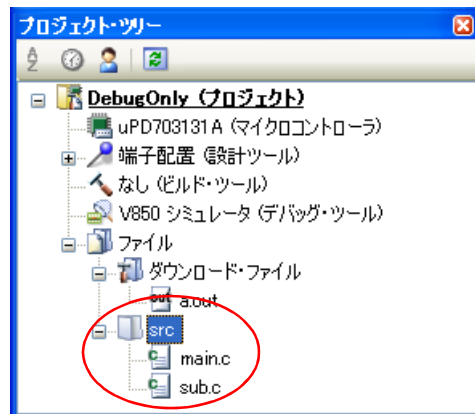 プロジェクト・ツリー
DebugOnly (プロジェクト)
uPD703131A (マイクロコントローラ)
端子配置 (設計ツール)
なし (ビルド・ツール)
V850 シミュレータ (デバッグ・ツール)
ファイル
ダウンロード・ファイル
a.out
src
main.c
sub.c